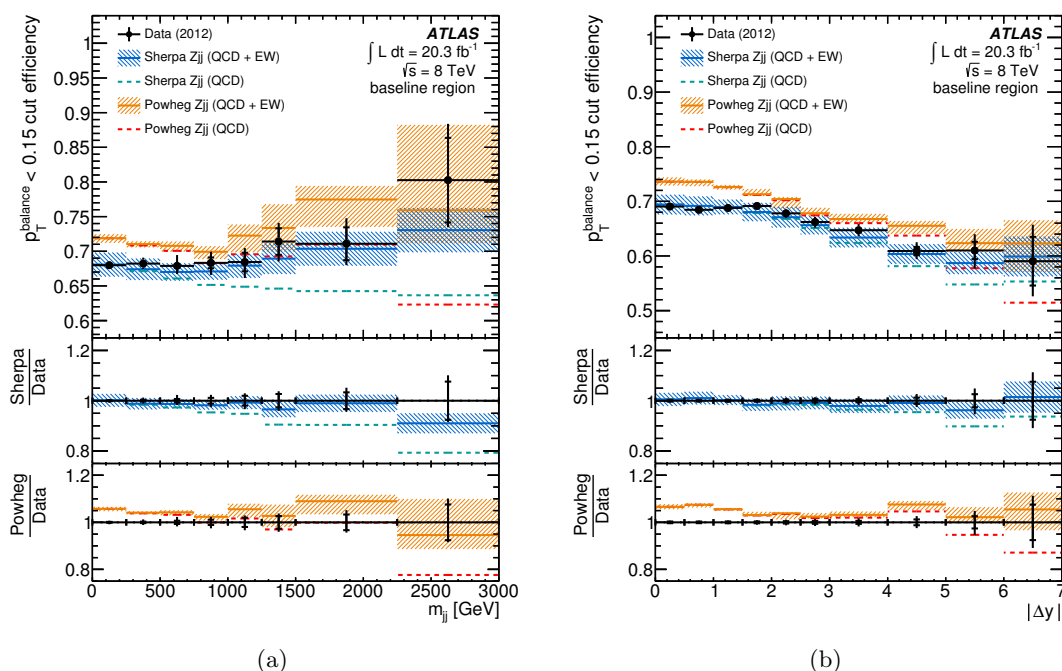 ATLAS
∫ L dt = 20.3 fb⁻¹
√s = 8 TeV
baseline region
Data (2012)
Sherpa Zjj (QCD + EW)
Sherpa Zjj (QCD)
Powheg Zjj (QCD + EW)
Powheg Zjj (QCD)
p_T^balance < 0.15 cut efficiency
1
0.95
0.9
0.85
0.8
0.75
0.7
0.65
0.6
Sherpa
Data
1.2
1
0.8
Powheg
Data
1.2
1
0.8
0 500 1000 1500 2000 2500 3000
m_jj [GeV]
(a)
ATLAS
∫ L dt = 20.3 fb⁻¹
√s = 8 TeV
baseline region
Data (2012)
Sherpa Zjj (QCD + EW)
Sherpa Zjj (QCD)
Powheg Zjj (QCD + EW)
Powheg Zjj (QCD)
p_T^balance < 0.15 cut efficiency
1
0.9
0.8
0.7
0.6
0.5
Sherpa
Data
1.2
1
0.8
Powheg
Data
1.2
1
0.8
0 1 2 3 4 5 6 7
|Δy|
(b)